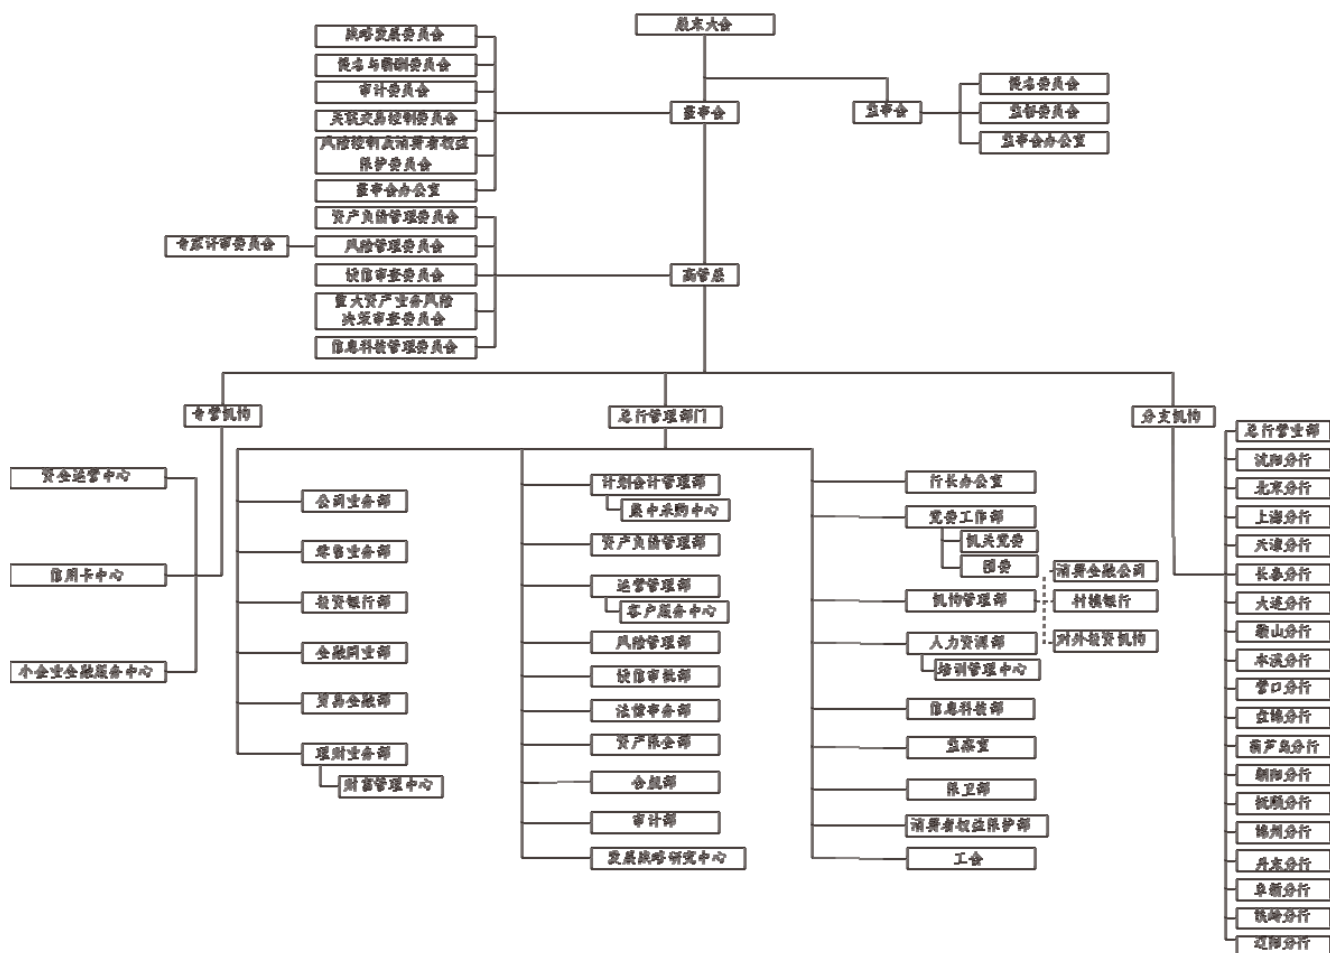 股东大会
战略发展委员会
提名与薪酬委员会
审计委员会
关联交易控制委员会
风险控制及消费者权益
保护委员会
董事会办公室
董事会
监事会
提名委员会
监督委员会
监事会办公室
资产负债管理委员会
专家计审委员会
风险管理委员会
授信审查委员会
重大资产业务风险
决策审查委员会
信息科技管理委员会
高管层
专营机构
总行管理部门
分支机构
资金运营中心
信用卡中心
小企业金融服务中心
公司业务部
零售业务部
投资银行部
金融同业部
贸易金融部
理财业务部
财富管理中心
计划会计管理部
集中采购中心
资产负债管理部
运营管理部
客户服务中心
风险管理部
授信审批部
法律事务部
资产保全部
合规部
审计部
发展战略研究中心
行长办公室
党委工作部
机关党委
团委
机构管理部
消费金融公司
村镇银行
对外投资机构
人力资源部
培训管理中心
信息科技部
监察室
保卫部
消费者权益保护部
工会
总行营业部
沈阳分行
北京分行
上海分行
天津分行
长春分行
大连分行
鞍山分行
本溪分行
营口分行
盘锦分行
葫芦岛分行
朝阳分行
抚顺分行
锦州分行
丹东分行
阜新分行
铁岭分行
辽阳分行